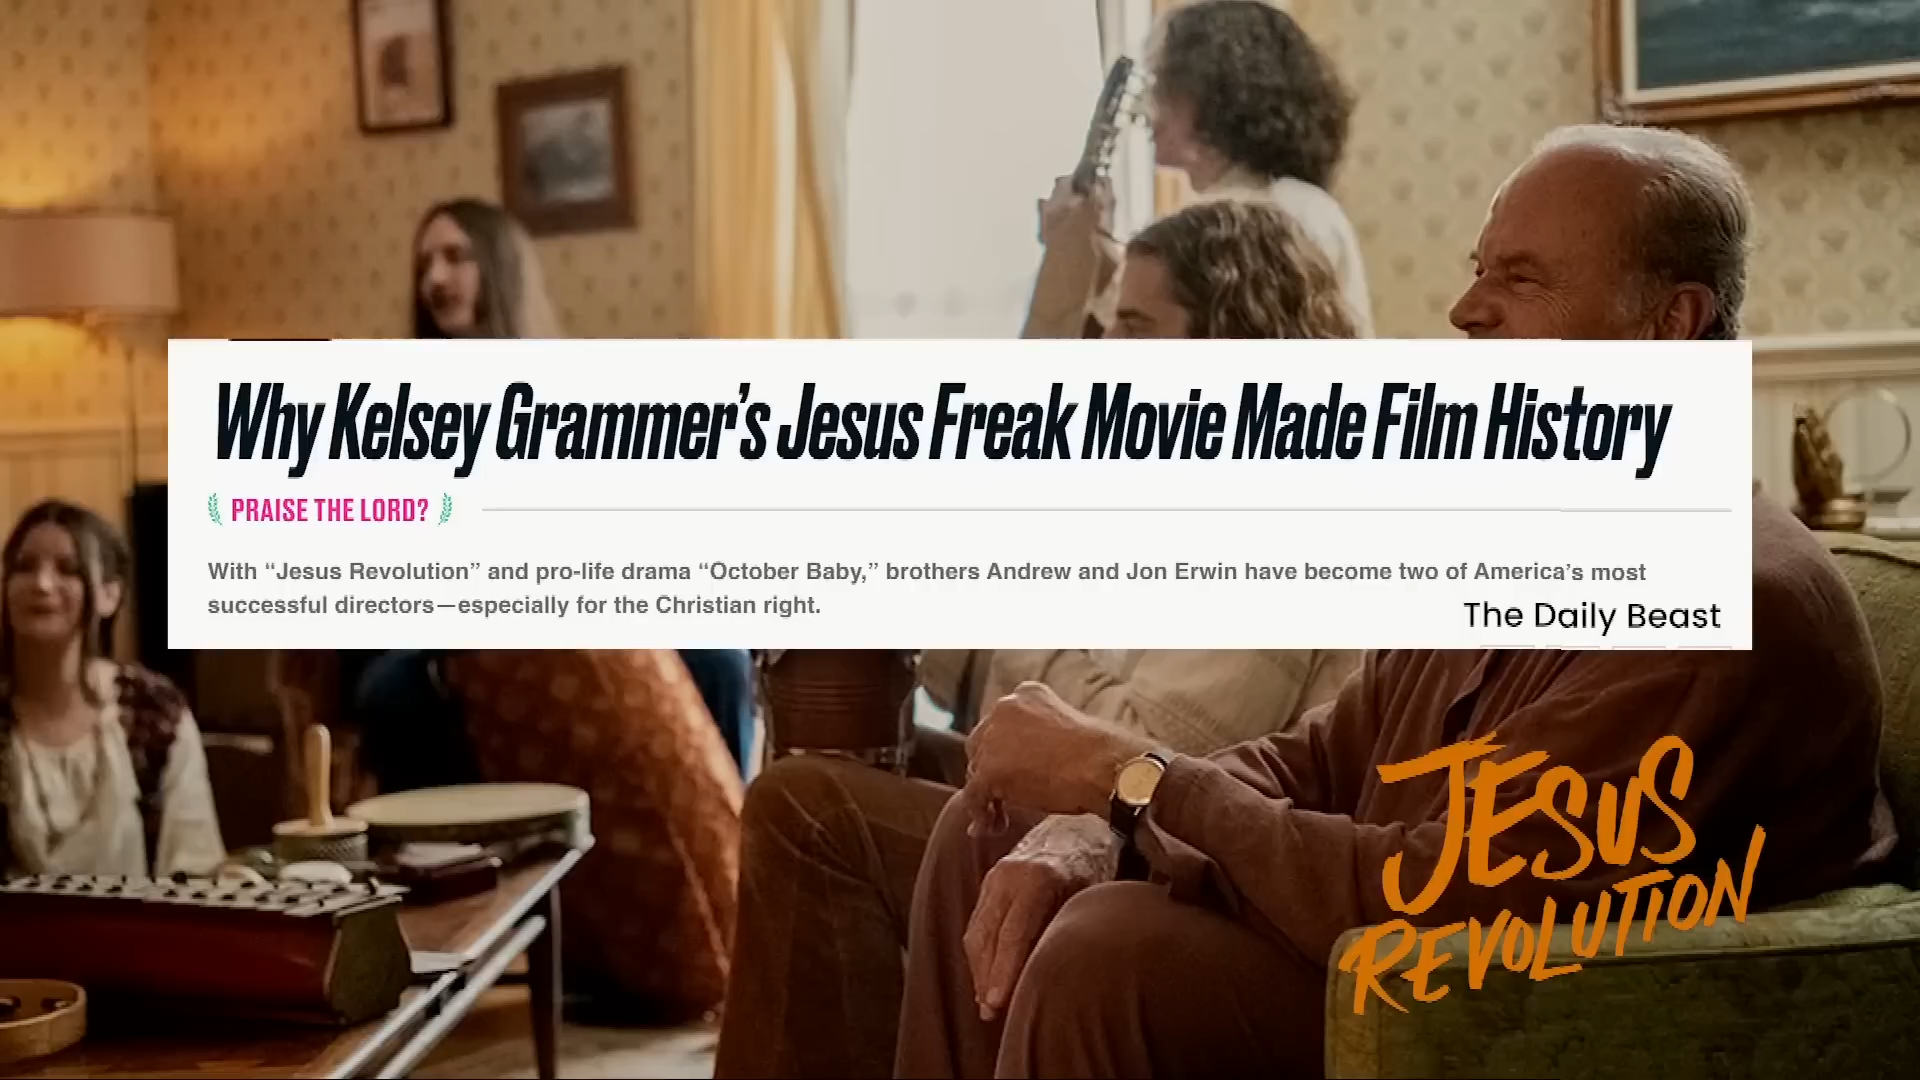 Why Kelsey Grammer’s Jesus Freak Movie Made Film History
PRAISE THE LORD?
With “Jesus Revolution” and pro-life drama “October Baby,” brothers Andrew and Jon Erwin have become two of America’s most
successful directors—especially for the Christian right.
The Daily Beast
JESUS
REVOLUTION